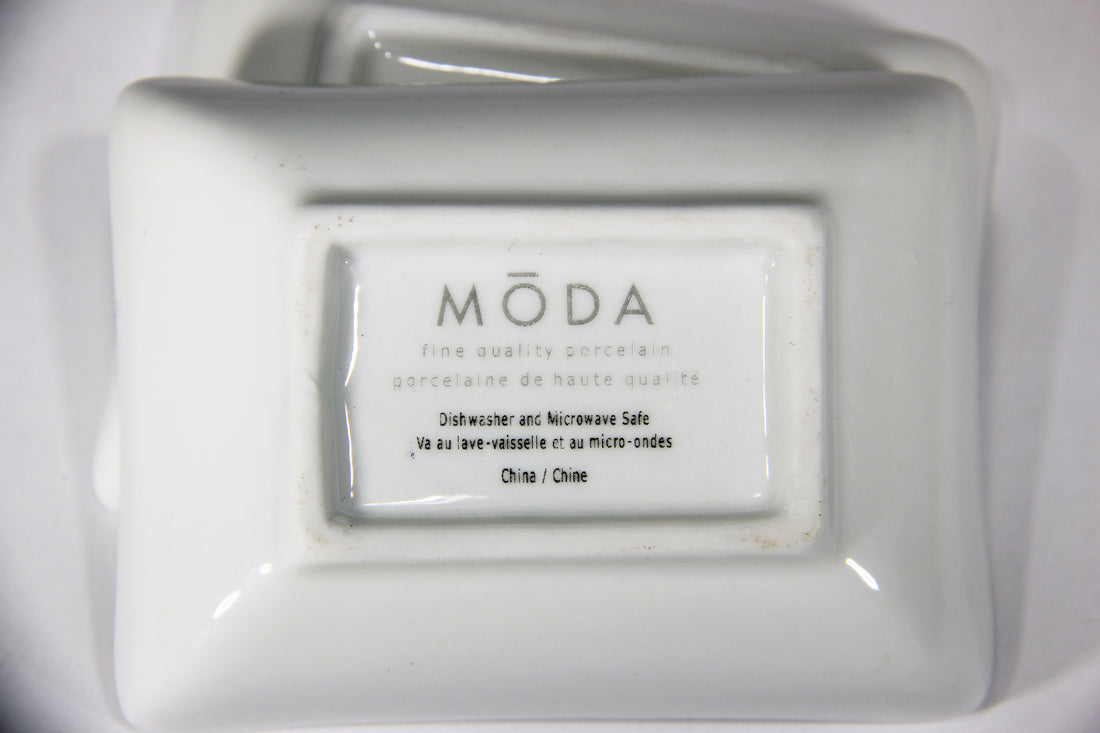 MŌDA
fine quality porcelain
porcelaine de haute qualité
Dishwasher and Microwave Safe
Va au lave-vaisselle et au micro-ondes
China / Chine